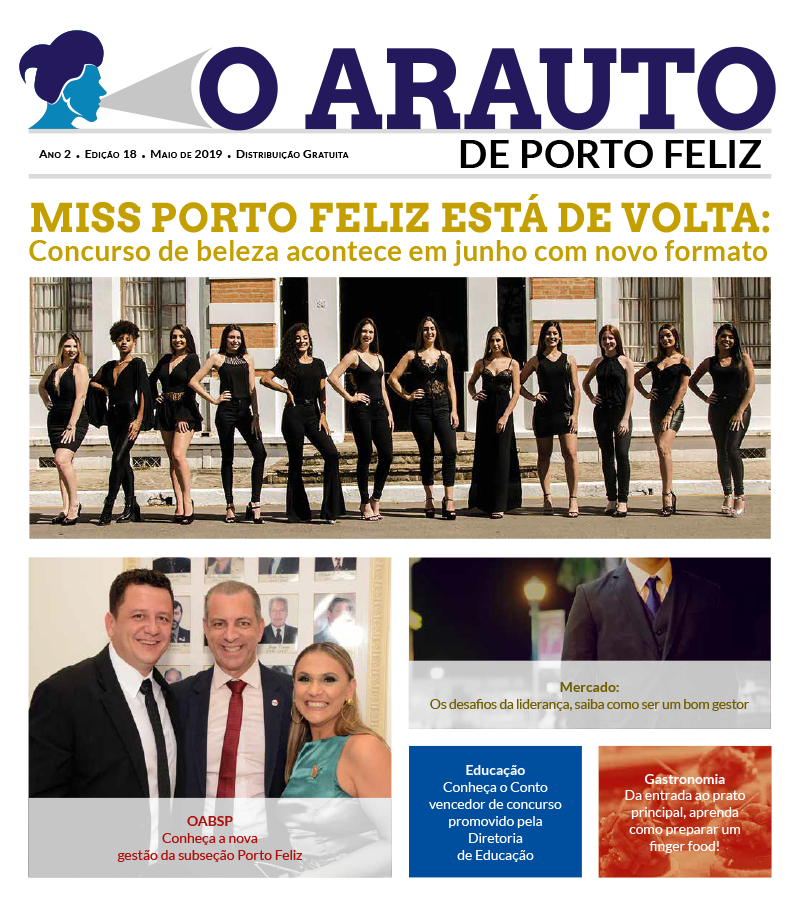 O ARAUTO
DE PORTO FELIZ
Ano 2 • Edição 18 • Maio de 2019 • Distribuição Gratuita
MISS PORTO FELIZ ESTÁ DE VOLTA:
Concurso de beleza acontece em junho com novo formato
OABSP
Conheça a nova
gestão da subseção Porto Feliz
Mercado:
Os desafios da liderança, saiba como ser um bom gestor
Educação
Conheça o Conto
vencedor de concurso
promovido pela
Diretoria
de Educação
Gastronomia
Da entrada ao prato
principal, aprenda
como preparar um
finger food!